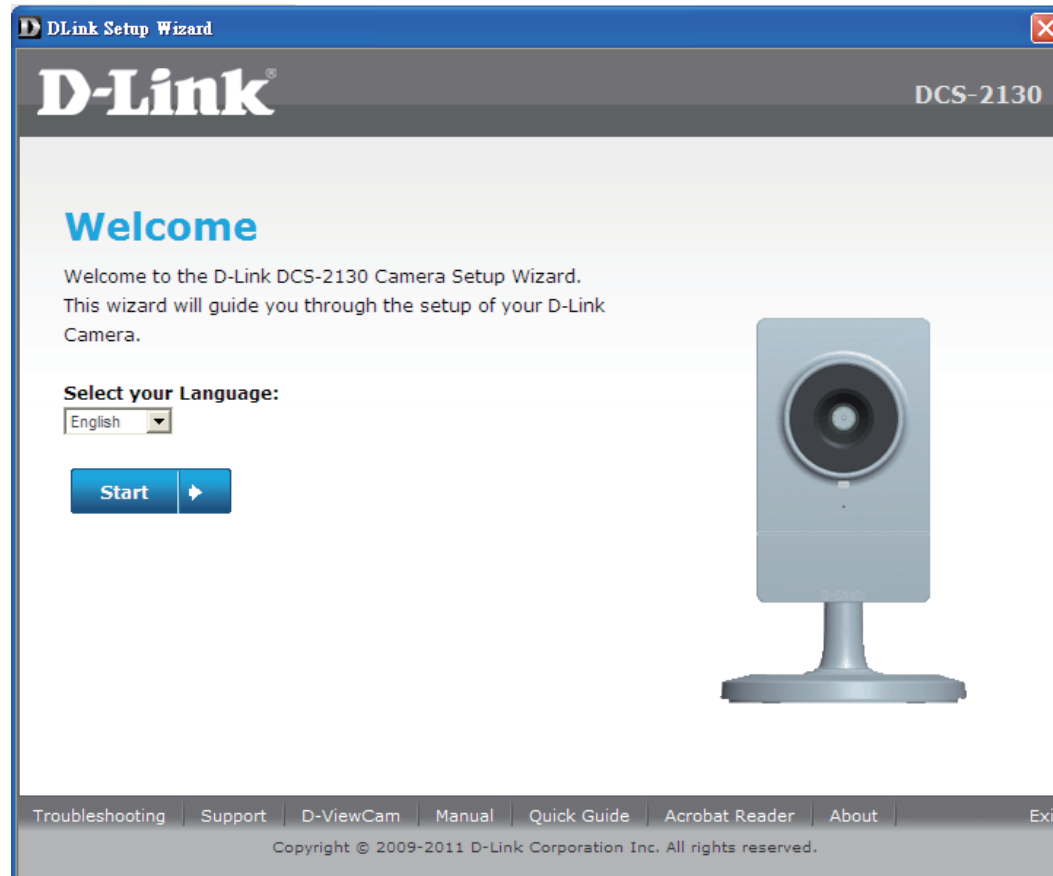 DLink Setup Wizard
D-Link®
DCS-2130
Welcome
Welcome to the D-Link DCS-2130 Camera Setup Wizard.
This wizard will guide you through the setup of your D-Link
Camera.
Select your Language:
English
Start
D-Link
Troubleshooting Support D-ViewCam Manual Quick Guide Acrobat Reader About Exi
Copyright © 2009-2011 D-Link Corporation Inc. All rights reserved.